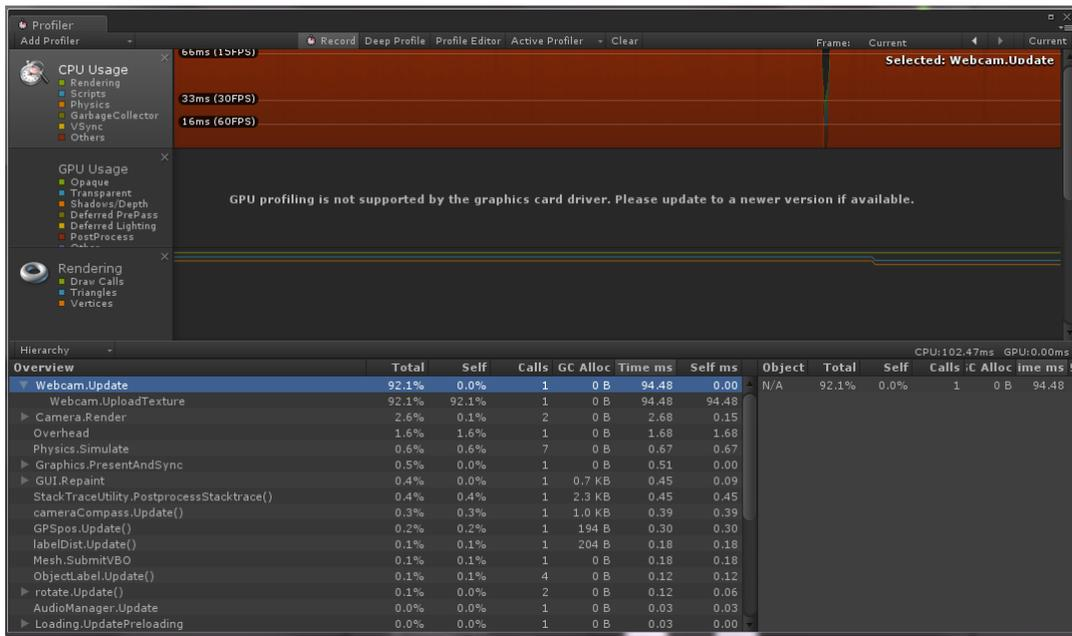 Profiler
Add Profiler Record Deep Profile Profile Editor Active Profiler Clear Frame: Current Current
CPU Usage
Rendering
Scripts
Physics
GarbageCollector
VSync
Others
66ms (15FPS)
33ms (30FPS)
16ms (60FPS)
Selected: Webcam.Update
GPU Usage
Opaque
Transparent
Shadows/Depth
Deferred PrePass
Deferred Lighting
PostProcess
Other
GPU profiling is not supported by the graphics card driver. Please update to a newer version if available.
Rendering
Draw Calls
Triangles
Vertices
Hierarchy CPU:102.47ms GPU:0.00ms
Overview Total Self Calls GC Alloc Time ms Self ms Object Total Self Calls GC Alloc ime ms
Webcam.Update 92.1% 0.0% 1 0 B 94.48 0.00 N/A 92.1% 0.0% 1 0 B 94.48
Webcam.UploadTexture 92.1% 92.1% 1 0 B 94.48 94.48
Camera.Render 2.6% 0.1% 2 0 B 2.68 0.15
Overhead 1.6% 1.6% 1 0 B 1.68 1.68
Physics.Simulate 0.6% 0.6% 7 0 B 0.67 0.67
Graphics.PresentAndSync 0.5% 0.0% 1 0 B 0.51 0.00
GUI.Repaint 0.4% 0.0% 1 0.7 KB 0.45 0.09
StackTraceUtility.PostprocessStacktrace() 0.4% 0.4% 1 2.3 KB 0.45 0.45
cameraCompass.Update() 0.3% 0.3% 1 1.0 KB 0.39 0.39
GPSpos.Update() 0.2% 0.2% 1 194 B 0.30 0.30
labelDist.Update() 0.1% 0.1% 1 204 B 0.18 0.18
Mesh.SubmitVBO 0.1% 0.1% 1 0 B 0.18 0.18
ObjectLabel.Update() 0.1% 0.1% 4 0 B 0.12 0.12
rotate.Update() 0.1% 0.0% 2 0 B 0.12 0.06
AudioManager.Update 0.0% 0.0% 1 0 B 0.03 0.03
Loading.UpdatePreloading 0.0% 0.0% 1 0 B 0.03 0.00